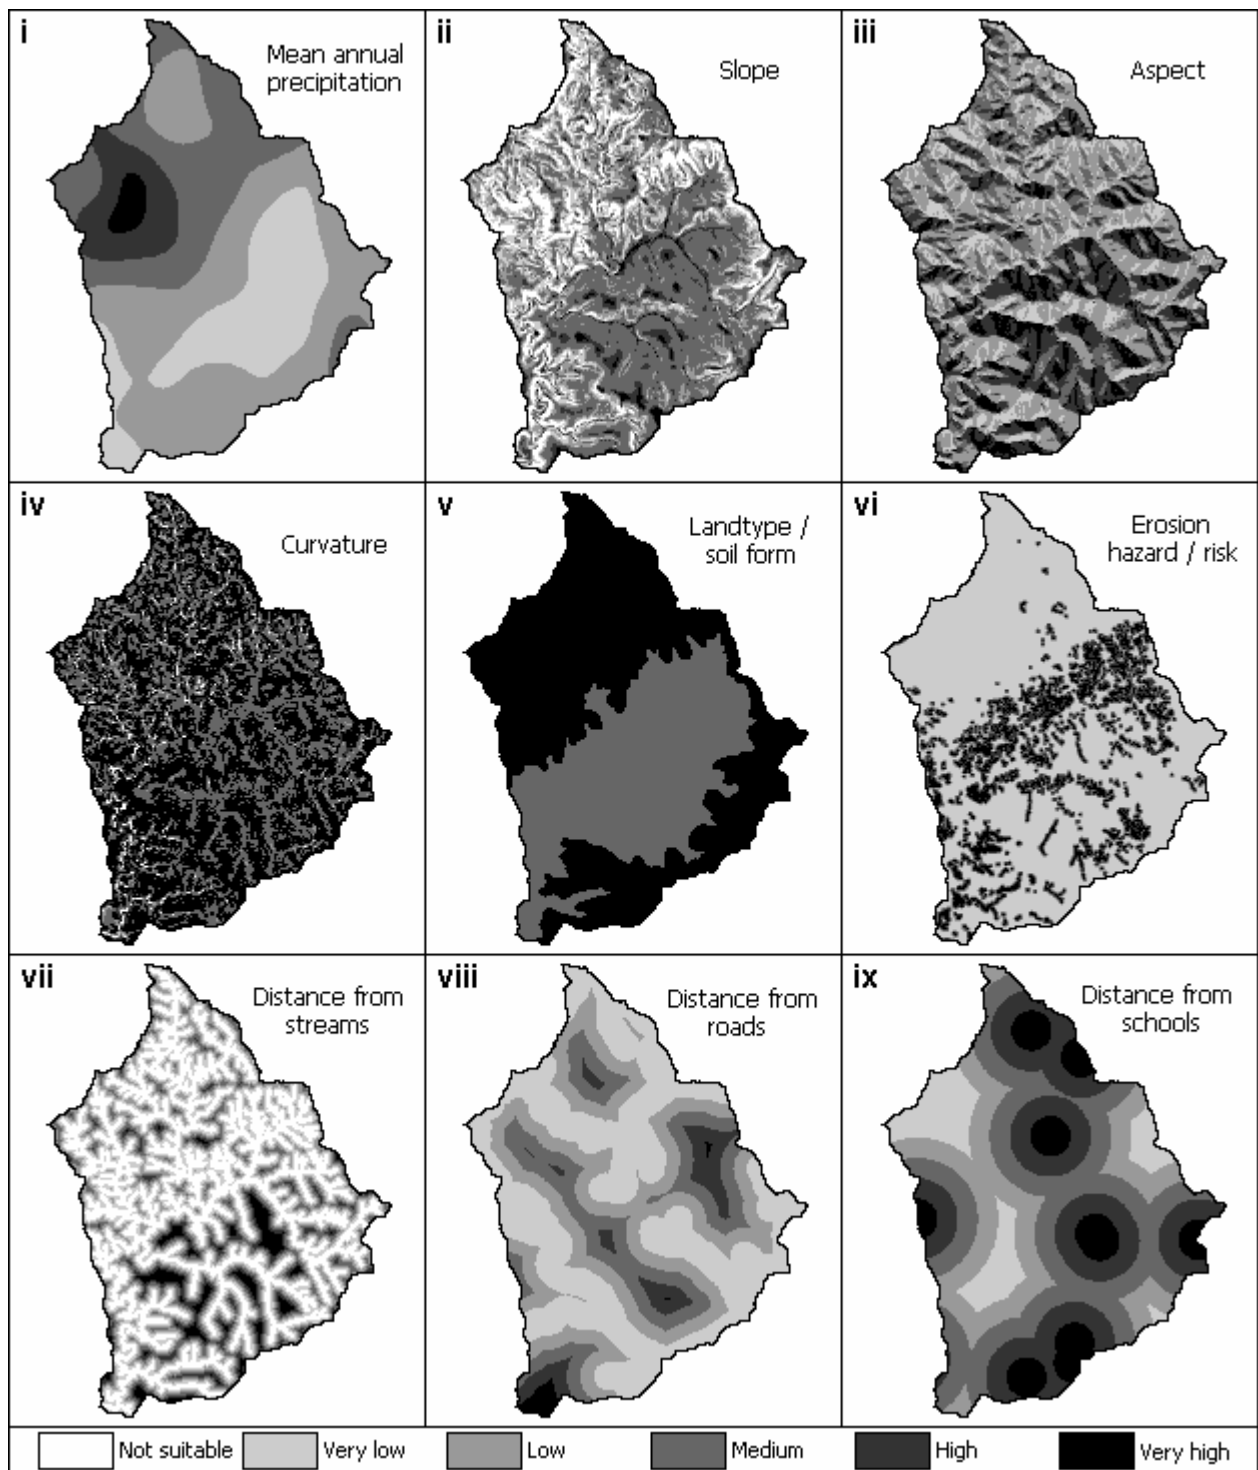 i
Mean annual
precipitation
ii
Slope
iii
Aspect
iv
Curvature
v
Landtype /
soil form
vi
Erosion
hazard / risk
vii
Distance from
streams
viii
Distance from
roads
ix
Distance from
schools
Not suitable
Very low
Low
Medium
High
Very high